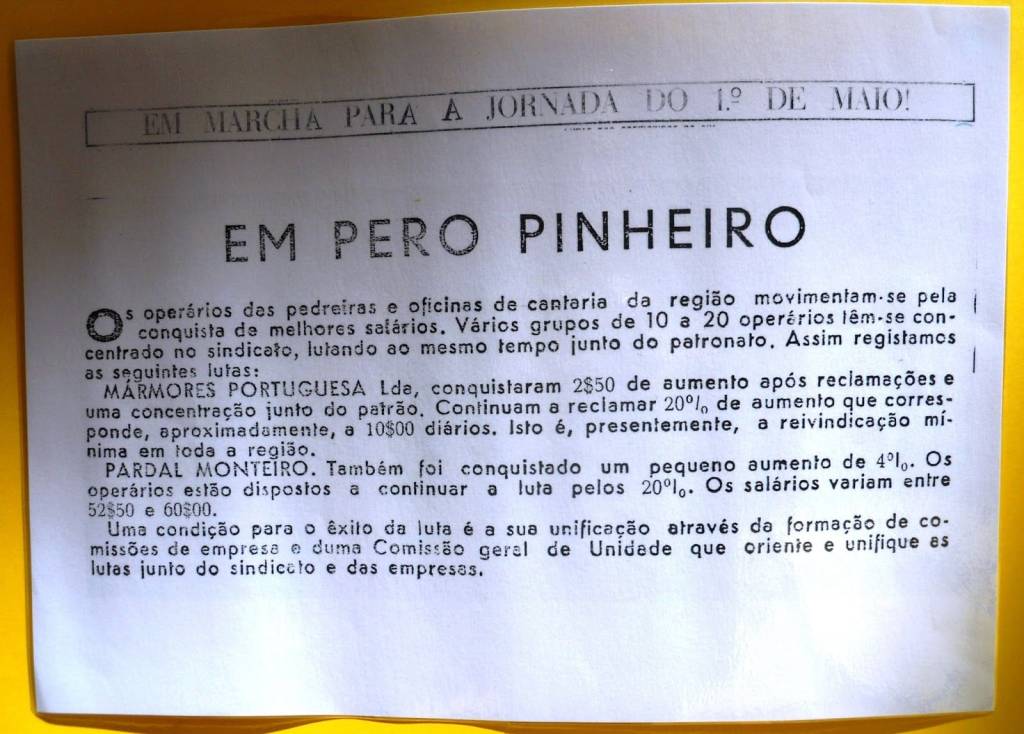 EM MARCHA PARA A JORNADA DO 1.º DE MAIO!
EM PERO PINHEIRO
Os operários das pedreiras e oficinas de cantaria da região movimentam-se pela
conquista de melhores salários. Vários grupos de 10 a 20 operários têm-se con-
centrado no sindicato, lutando ao mesmo tempo junto do patronato. Assim registamos
as seguintes lutas:
MÁRMORES PORTUGUESA Lda, conquistaram 2$50 de aumento após reclamações e
uma concentração junto do patrão. Continuam a reclamar 20% de aumento que corres-
ponde, aproximadamente, a 10$00 diários. Isto é, presentemente, a reivindicação mí-
nima em toda a região.
PARDAL MONTEIRO. Também foi conquistado um pequeno aumento de 4%. Os
operários estão dispostos a continuar a luta pelos 20%. Os salários variam entre
52$50 e 60$00.
Uma condição para o êxito da luta é a sua unificação através da formação de co-
missões de empresa e duma Comissão geral de Unidade que oriente e unifique as
lutas junto do sindicato e das empresas.